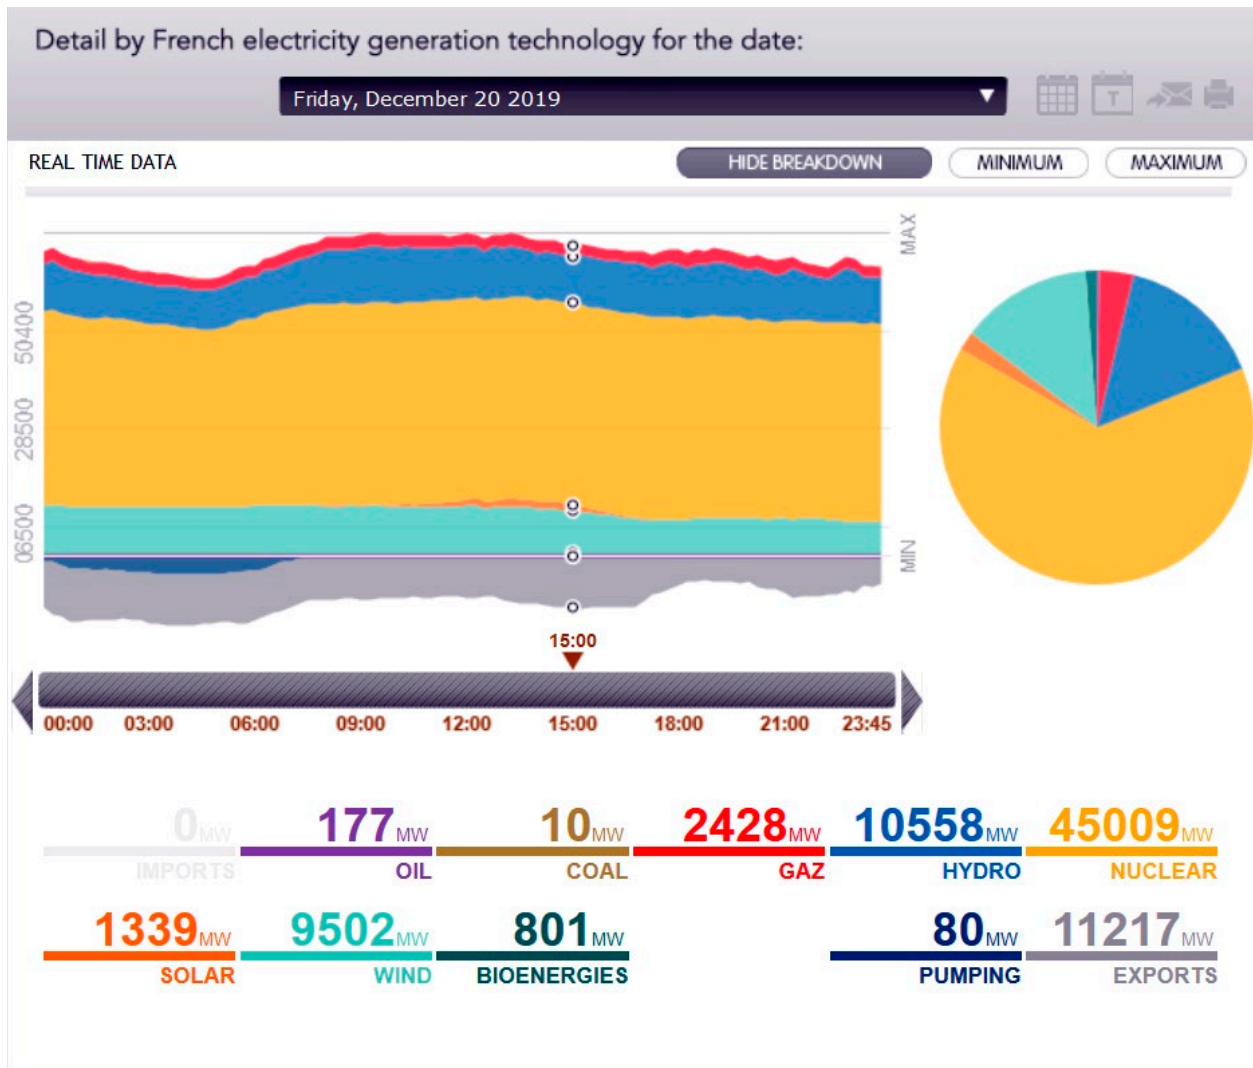 Detail by French electricity generation technology for the date:
Friday, December 20 2019
T
REAL TIME DATA
HIDE BREAKDOWN
MINIMUM
MAXIMUM
MAX
50400
28500
06500
MIN
15:00
00:00 03:00 06:00 09:00 12:00 15:00 18:00 21:00 23:45
0MW 177MW 10MW 2428MW 10558MW 45009MW
IMPORTS OIL COAL GAZ HYDRO NUCLEAR
1339MW 9502MW 801MW 80MW 11217MW
SOLAR WIND BIOENERGIES PUMPING EXPORTS